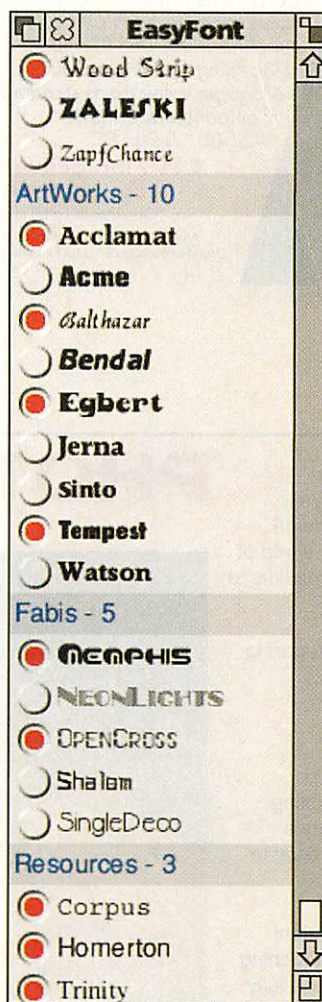 EasyFont
Wood Strip
ZALESKI
ZapfChance
ArtWorks - 10
Acclamat
Acme
Balthazar
Bendal
Egbert
Jerna
Sinto
Tempest
Watson
Fabis - 5
MEMPHIS
NEONLIGHTS
OPENCROSS
Shalom
SingleDeco
Resources - 3
Corpus
Homerton
Trinity